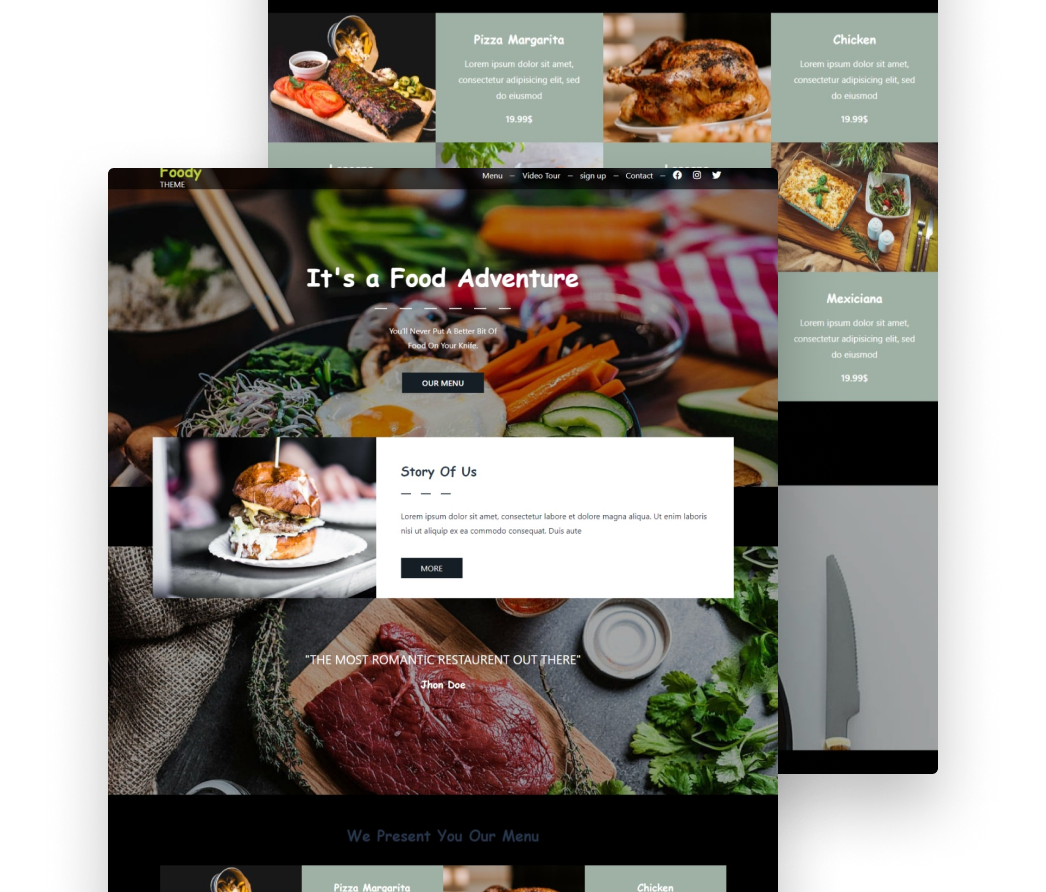 Pizza Margarita
Lorem ipsum dolor sit amet,
consectetur adipisicing elit, sed
do eiusmod
19.99$
Chicken
Lorem ipsum dolor sit amet,
consectetur adipisicing elit, sed
do eiusmod
19.99$
Mexiciana
Lorem ipsum dolor sit amet,
consectetur adipisicing elit, sed
do eiusmod
19.99$
Foody
THEME
Menu — Video Tour — sign up — Contact —
It's a Food Adventure
You'll Never Put A Better Bit Of
Food On Your Knife.
OUR MENU
Story Of Us
Lorem ipsum dolor sit amet, consectetur labore et dolore magna aliqua. Ut enim laboris
nisi ut aliquip ex ea commodo consequat. Duis aute
MORE
"THE MOST ROMANTIC RESTAURENT OUT THERE"
Jhon Doe
We Present You Our Menu
Pizza Margarita
Chicken